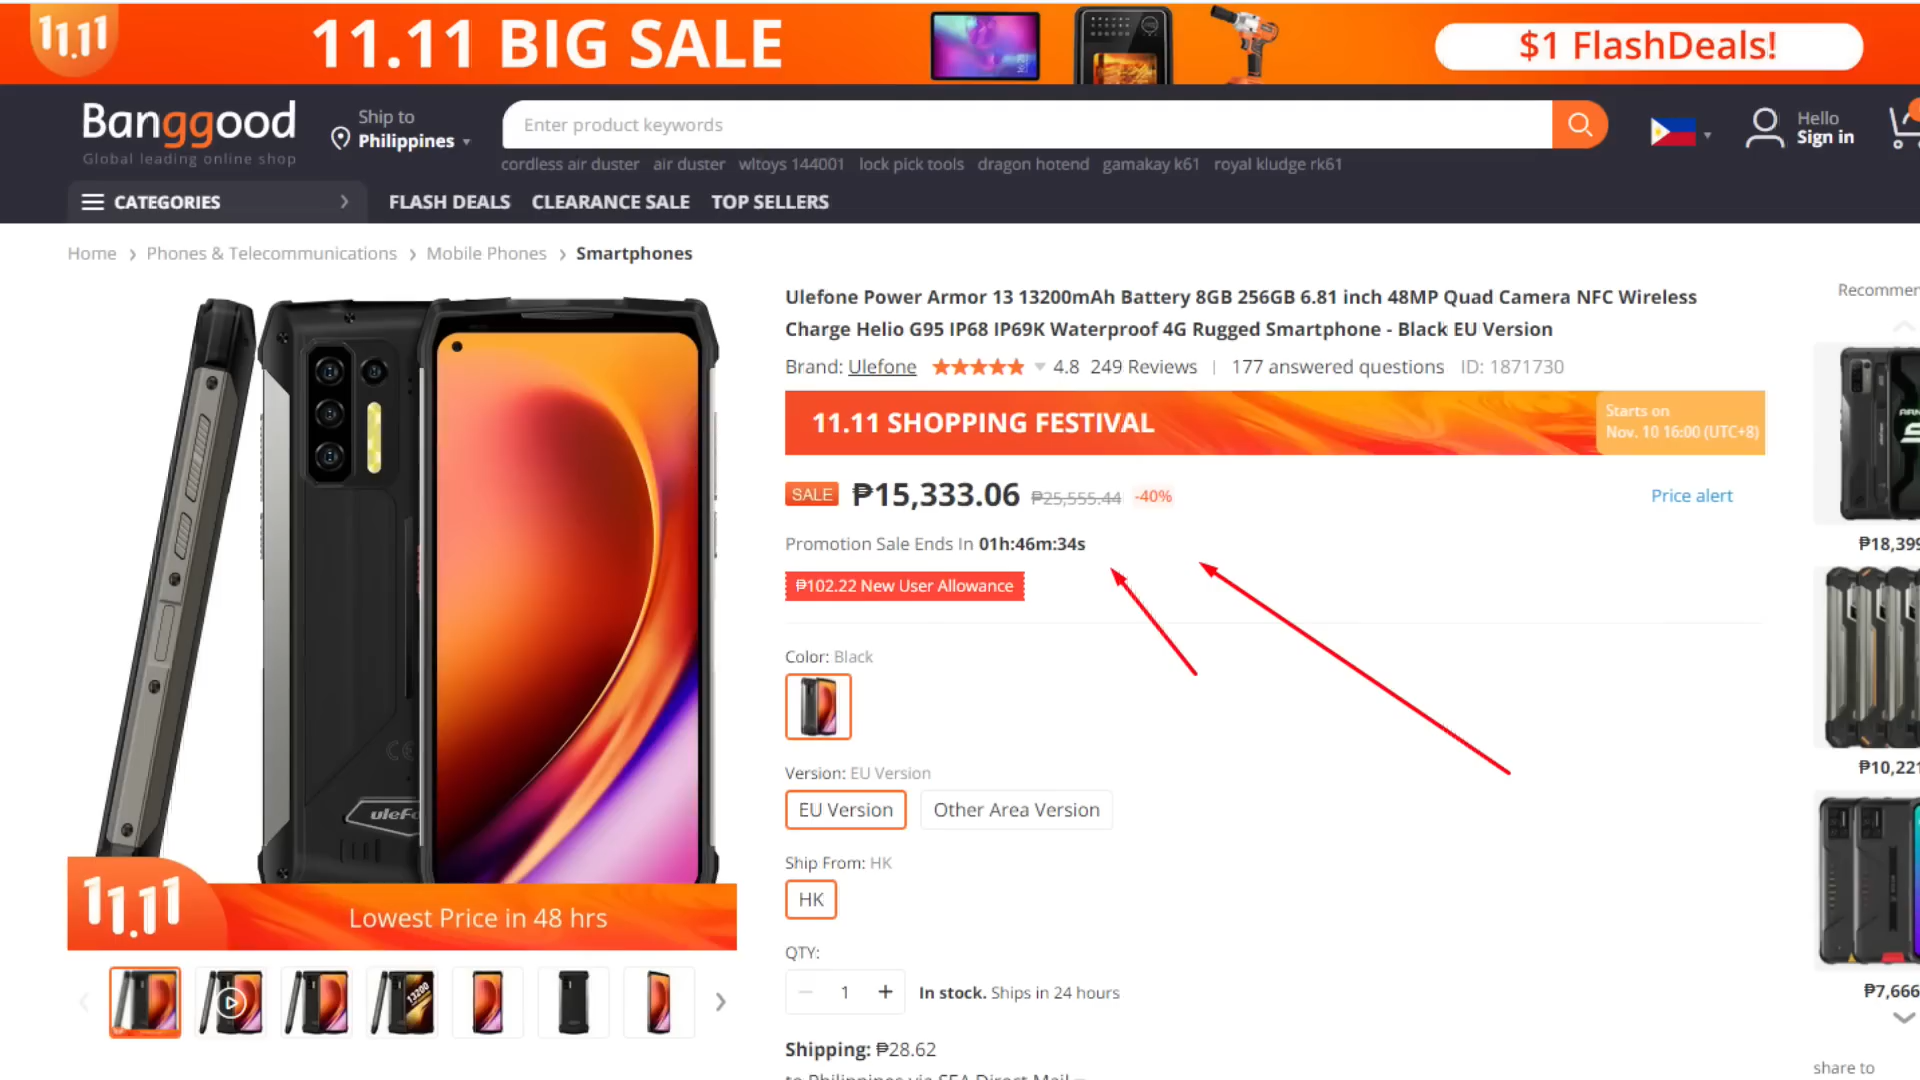 11.11
11.11 BIG SALE
$1 FlashDeals!
Banggood
Global leading online shop
Ship to
Philippines
Enter product keywords
cordless air duster air duster wltoys 144001 lock pick tools dragon hotend gamakay k61 royal kludge rk61
Hello
Sign in
CATEGORIES
FLASH DEALS CLEARANCE SALE TOP SELLERS
Home > Phones & Telecommunications > Mobile Phones > Smartphones
Ulefone Power Armor 13 13200mAh Battery 8GB 256GB 6.81 inch 48MP Quad Camera NFC Wireless
Charge Helio G95 IP68 IP69K Waterproof 4G Rugged Smartphone - Black EU Version
Brand: Ulefone 4.8 249 Reviews | 177 answered questions ID: 1871730
11.11 SHOPPING FESTIVAL
Starts on
Nov. 10 16:00 (UTC+8)
SALE ₱15,333.06 ₱25,555.44 -40%
Price alert
Promotion Sale Ends In 01h:46m:34s
₱102.22 New User Allowance
Color: Black
Version: EU Version
EU Version
Other Area Version
Ship From: HK
HK
QTY:
1
In stock. Ships in 24 hours
Shipping: ₱28.62
to Philippines via SEA Direct Mail
11.11
Lowest Price in 48 hrs
13200
Recommen
₱18,399
₱10,221
₱7,666
share to